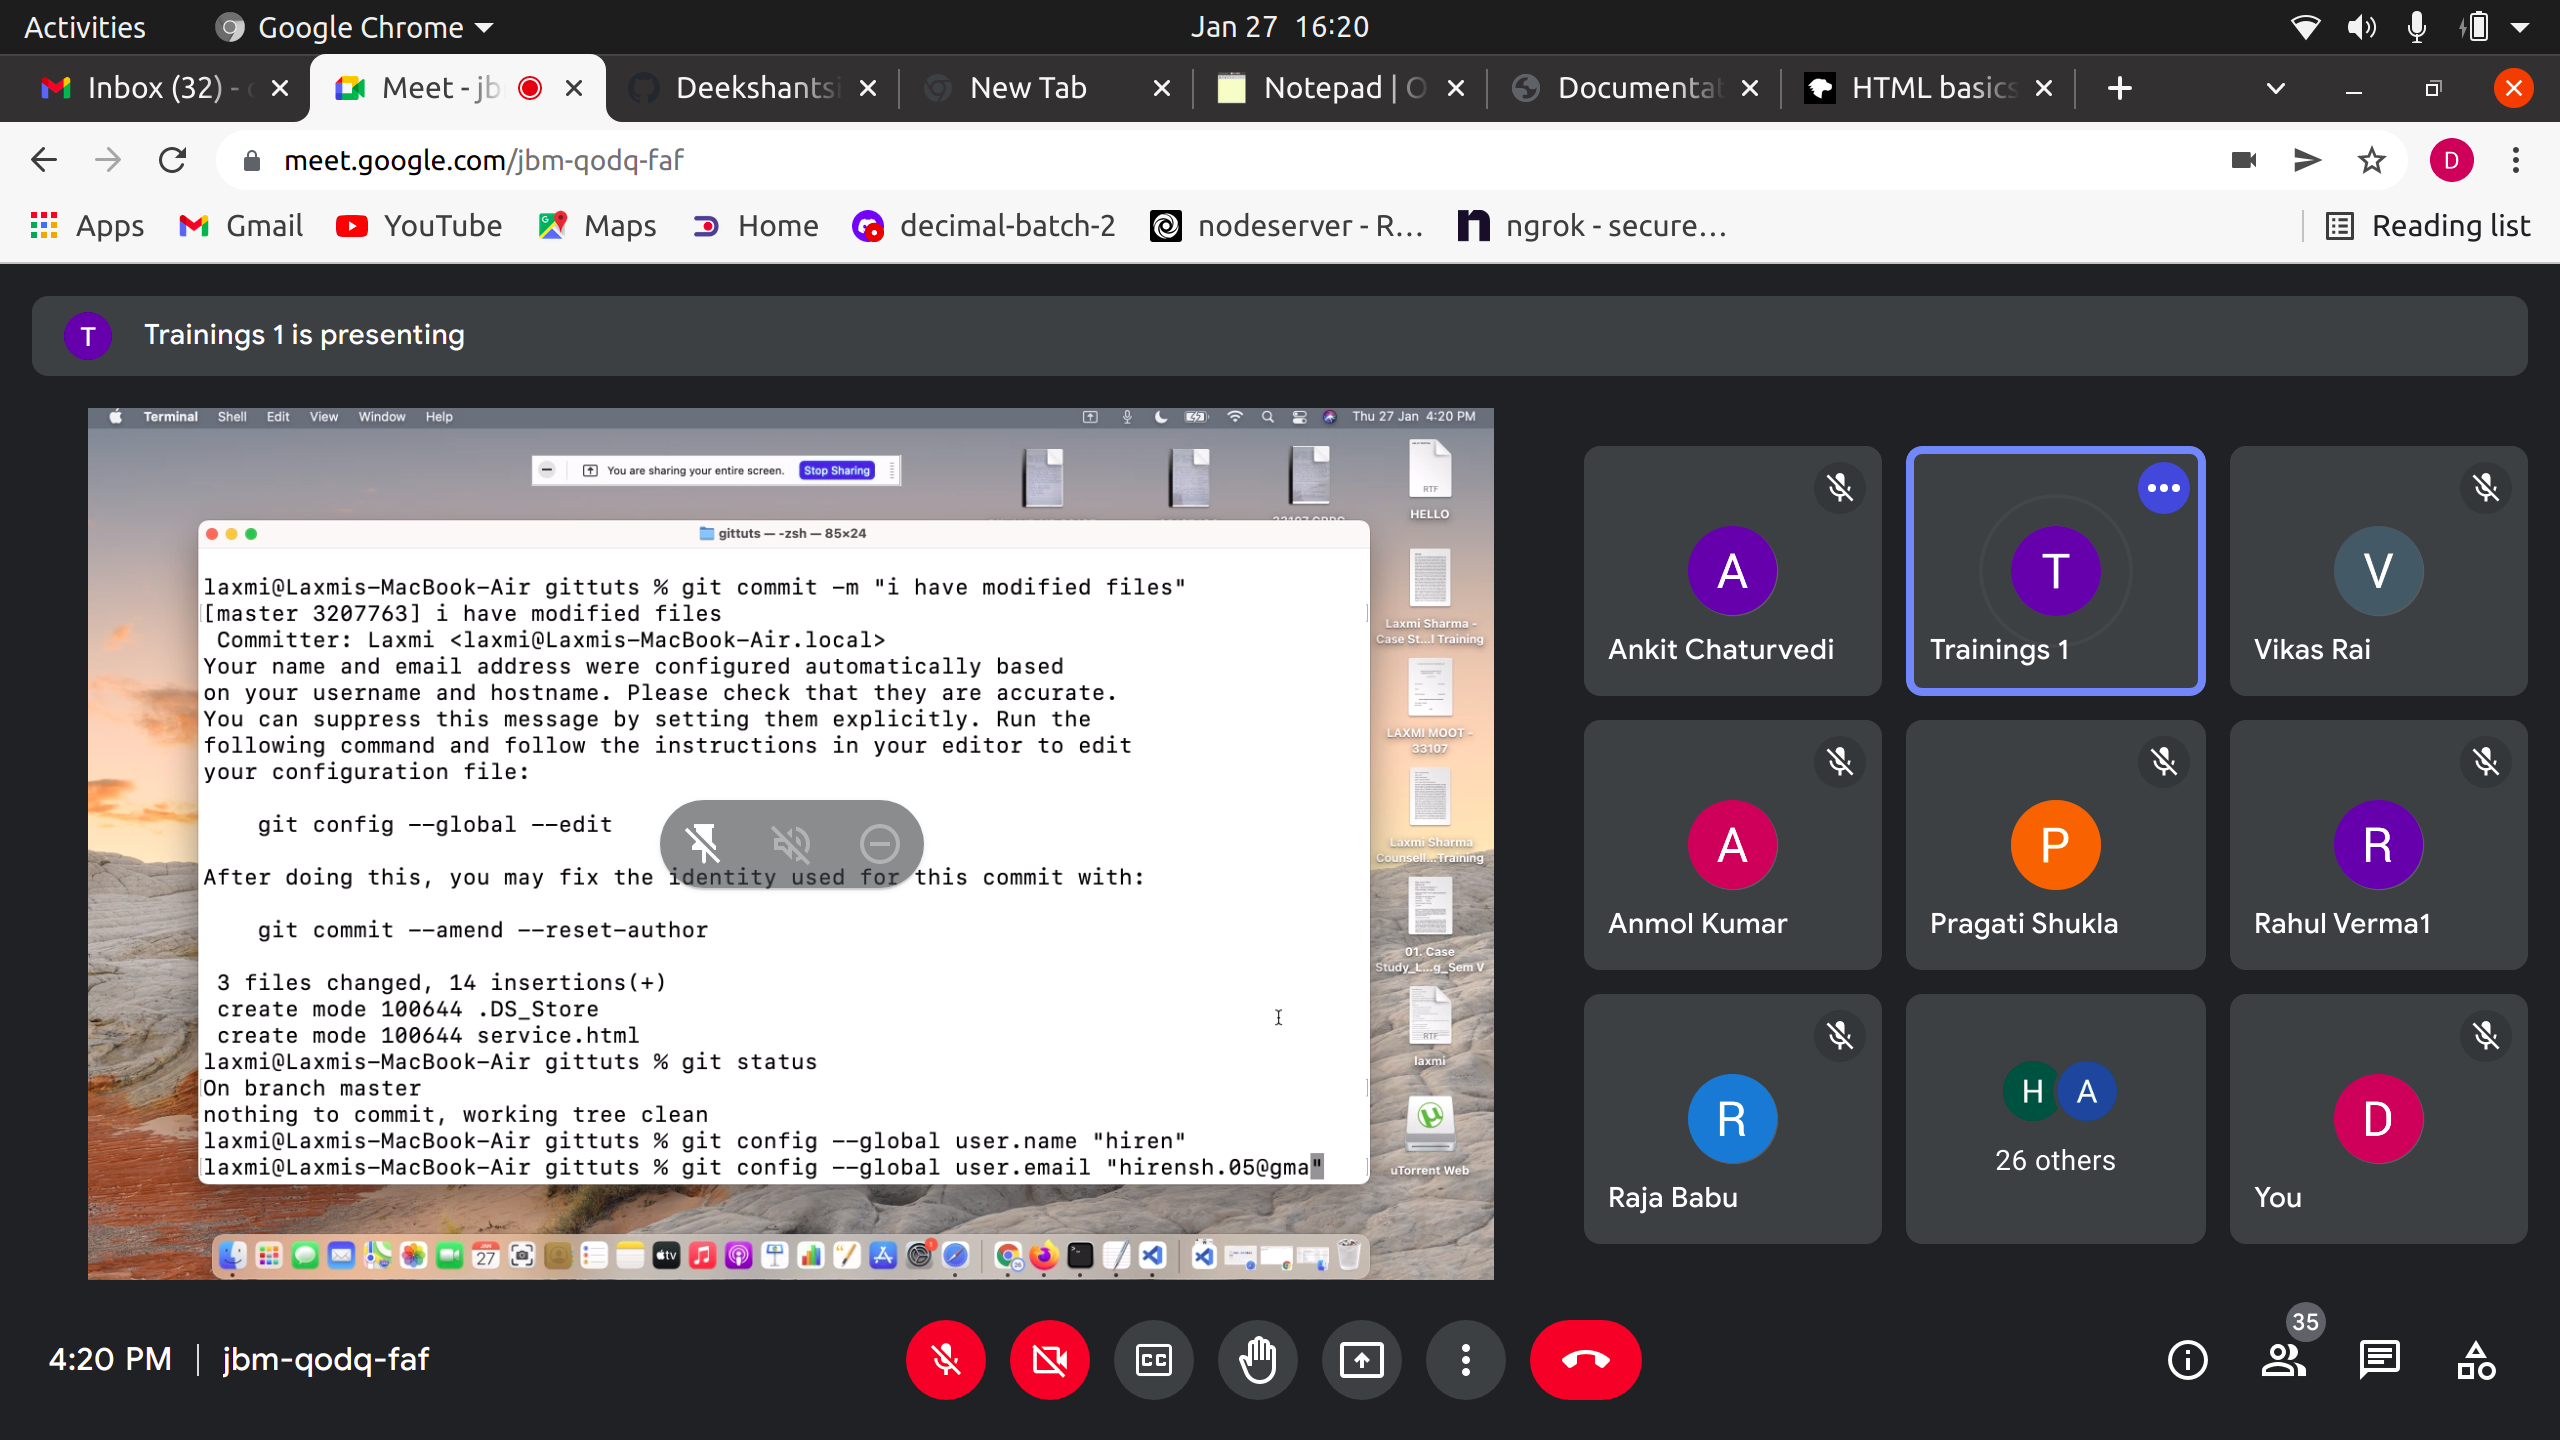 Activities
Google Chrome
Jan 27 16:20
Inbox (32) -
Meet - jb
Deekshantsi
New Tab
Notepad | O
Documentat
HTML basics
meet.google.com/jbm-qodq-faf
D
Apps
Gmail
YouTube
Maps
Home
decimal-batch-2
nodeserver - R...
ngrok - secure...
Reading list
T
Trainings 1 is presenting
Terminal Shell Edit View Window Help
Thu 27 Jan 4:20 PM
You are sharing your entire screen.
Stop Sharing
gittuts — -zsh — 85×24
laxmi@Laxmis-MacBook-Air gittuts % git commit -m "i have modified files"
[master 3207763] i have modified files
Committer: Laxmi <laxmi@Laxmis-MacBook-Air.local>
Your name and email address were configured automatically based
on your username and hostname. Please check that they are accurate.
You can suppress this message by setting them explicitly. Run the
following command and follow the instructions in your editor to edit
your configuration file:
git config --global --edit
After doing this, you may fix the identity used for this commit with:
git commit --amend --reset-author
3 files changed, 14 insertions(+)
create mode 100644 .DS_Store
create mode 100644 service.html
laxmi@Laxmis-MacBook-Air gittuts % git status
On branch master
nothing to commit, working tree clean
laxmi@Laxmis-MacBook-Air gittuts % git config --global user.name "hiren"
laxmi@Laxmis-MacBook-Air gittuts % git config --global user.email "hirensh.05@gma"
RTF
HELLO
Laxmi Sharma -
Case St...l Training
LAXMI MOOT -
33107
Laxmi Sharma
Counsell...Training
01. Case
Study_L...g_Sem V
RTF
laxmi
uTorrent Web
JAN
27
tv
A
Ankit Chaturvedi
T
Trainings 1
V
Vikas Rai
A
Anmol Kumar
P
Pragati Shukla
R
Rahul Verma1
R
Raja Babu
H A
26 others
D
You
4:20 PM | jbm-qodq-faf
CC
35